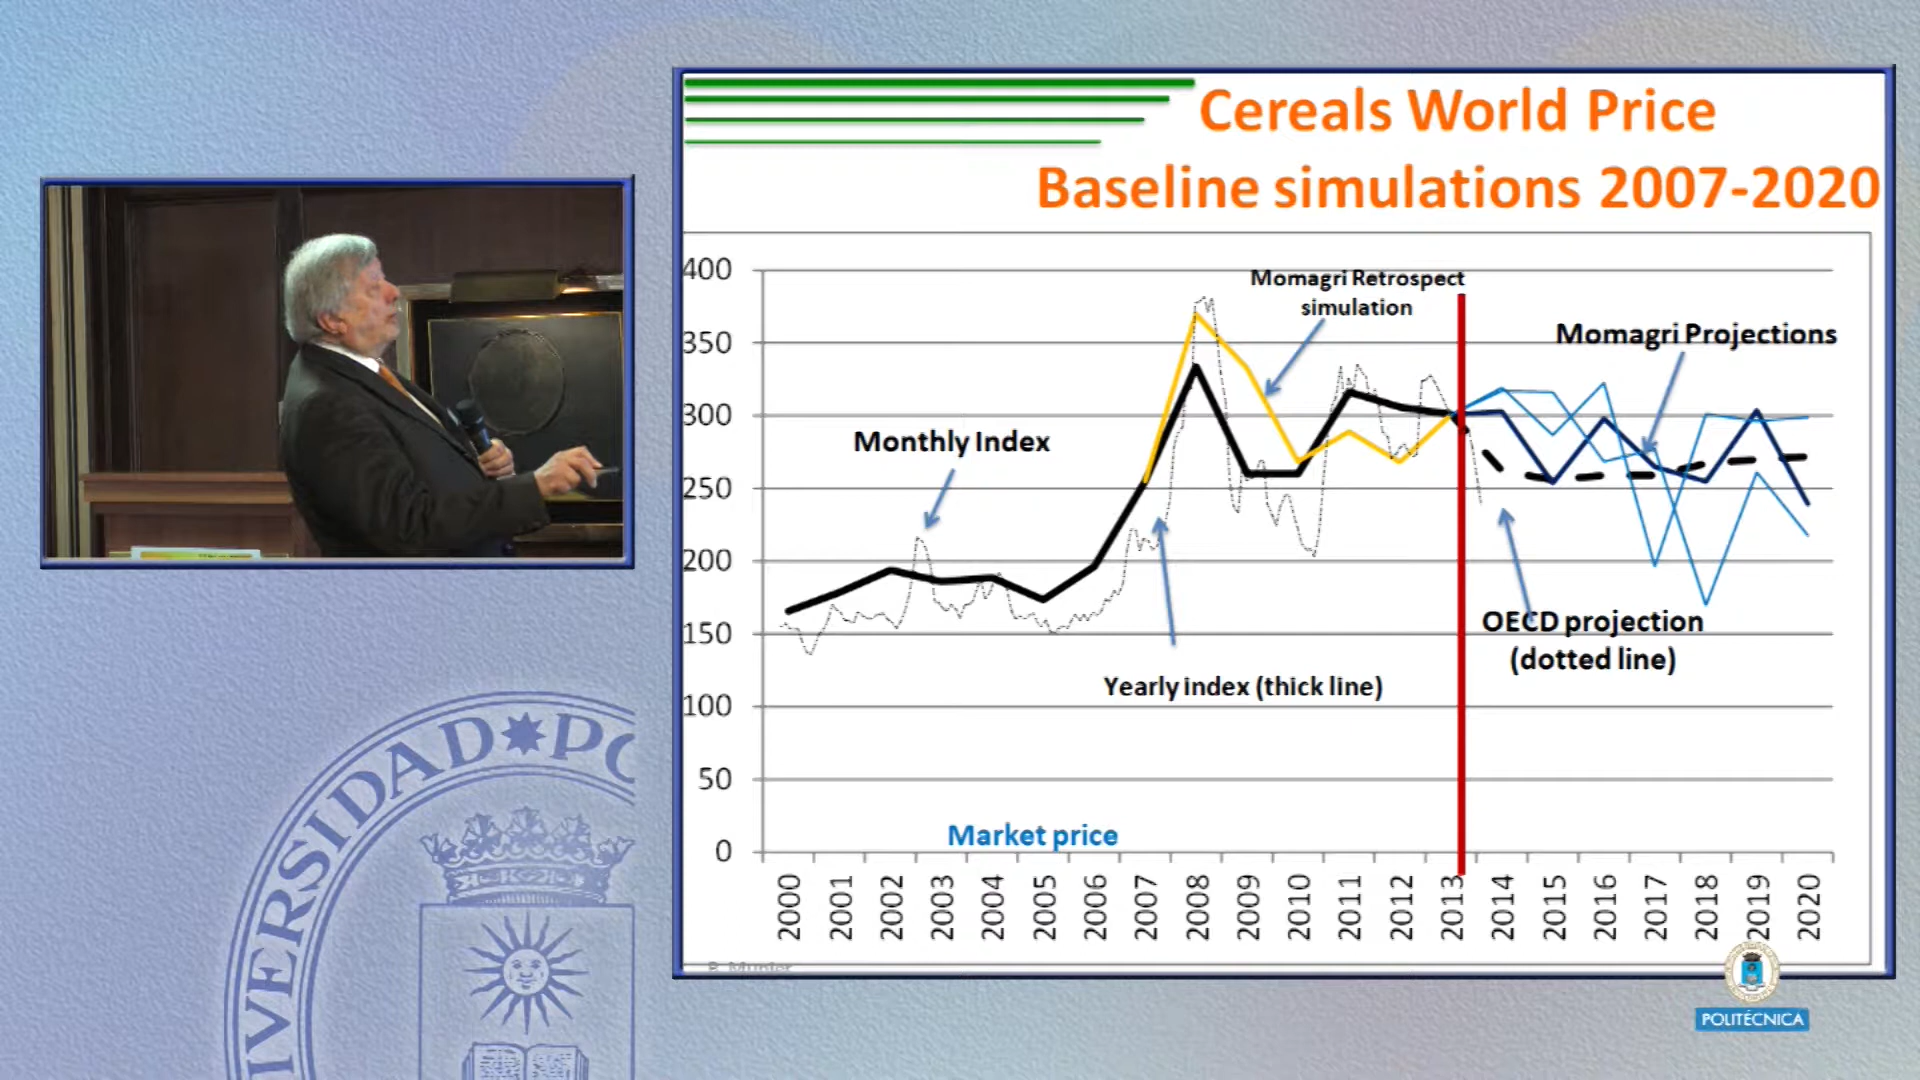 Cereals World Price
Baseline simulations 2007-2020
400
350
300
250
200
150
100
50
0
Momagri Retrospect
simulation
Momagri Projections
Monthly Index
OECD projection
(dotted line)
Yearly index (thick line)
Market price
2000
2001
2002
2003
2004
2005
2006
2007
2008
2009
2010
2011
2012
2013
2014
2015
2016
2017
2018
2019
2020
POLITÉCNICA